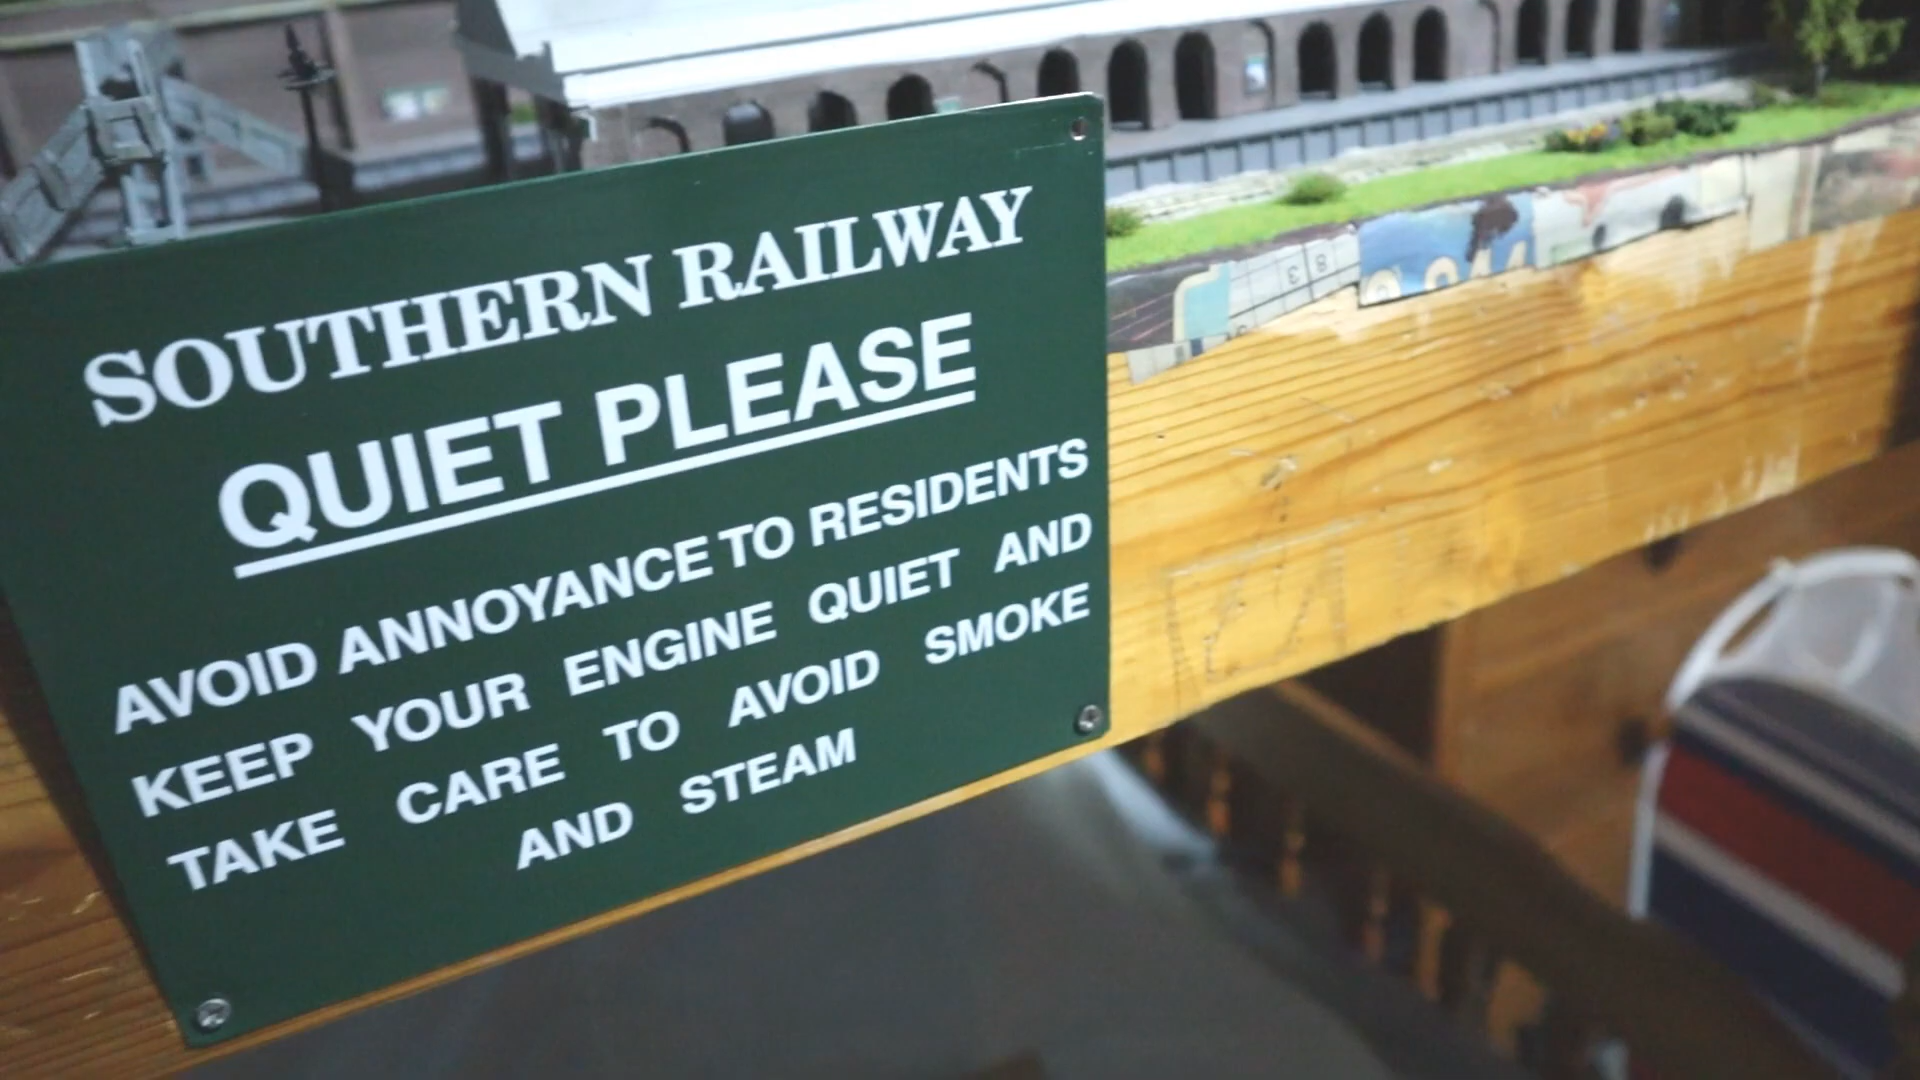 SOUTHERN RAILWAY
QUIET PLEASE
AVOID ANNOYANCE TO RESIDENTS
KEEP YOUR ENGINE QUIET AND
TAKE CARE TO AVOID SMOKE
AND STEAM